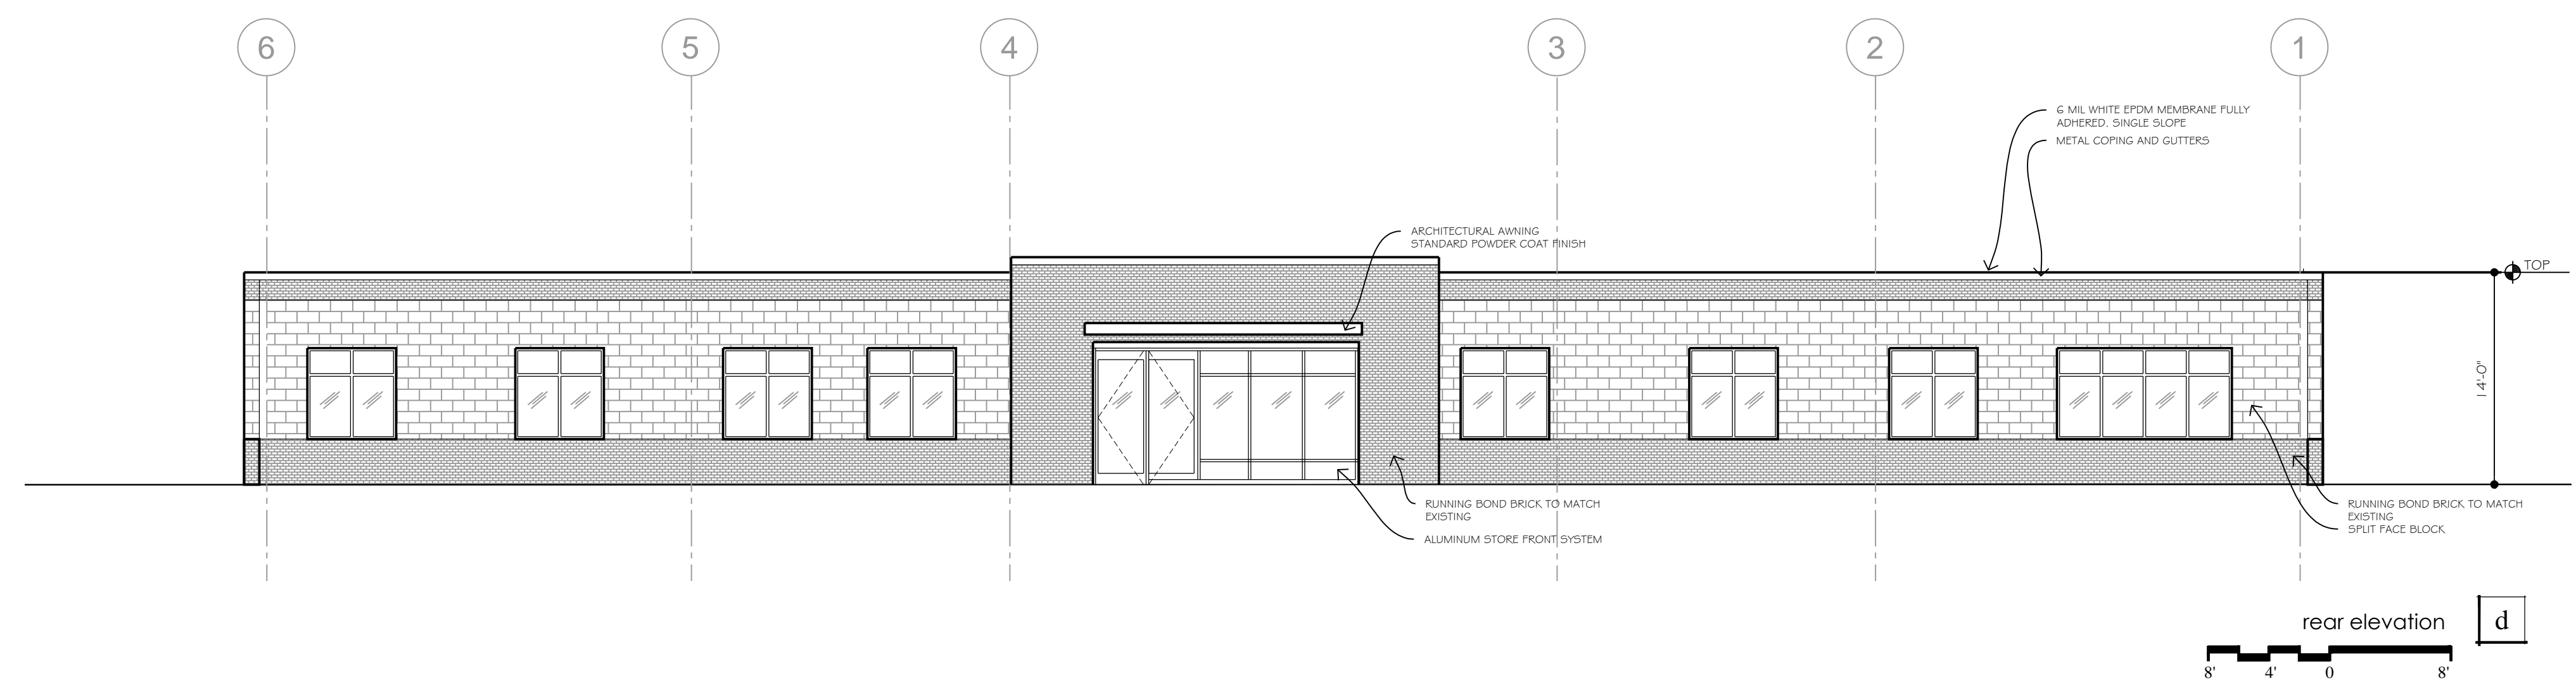 6 5 4 3 2 1
6 MIL WHITE EPDM MEMBRANE FULLY
ADHERED. SINGLE SLOPE
METAL COPING AND GUTTERS
ARCHITECTURAL AWNING
STANDARD POWDER COAT FINISH
TOP
14'-0"
RUNNING BOND BRICK TO MATCH
EXISTING
ALUMINUM STORE FRONT SYSTEM
RUNNING BOND BRICK TO MATCH
EXISTING
SPLIT FACE BLOCK
rear elevation
d
8' 4' 0 8'